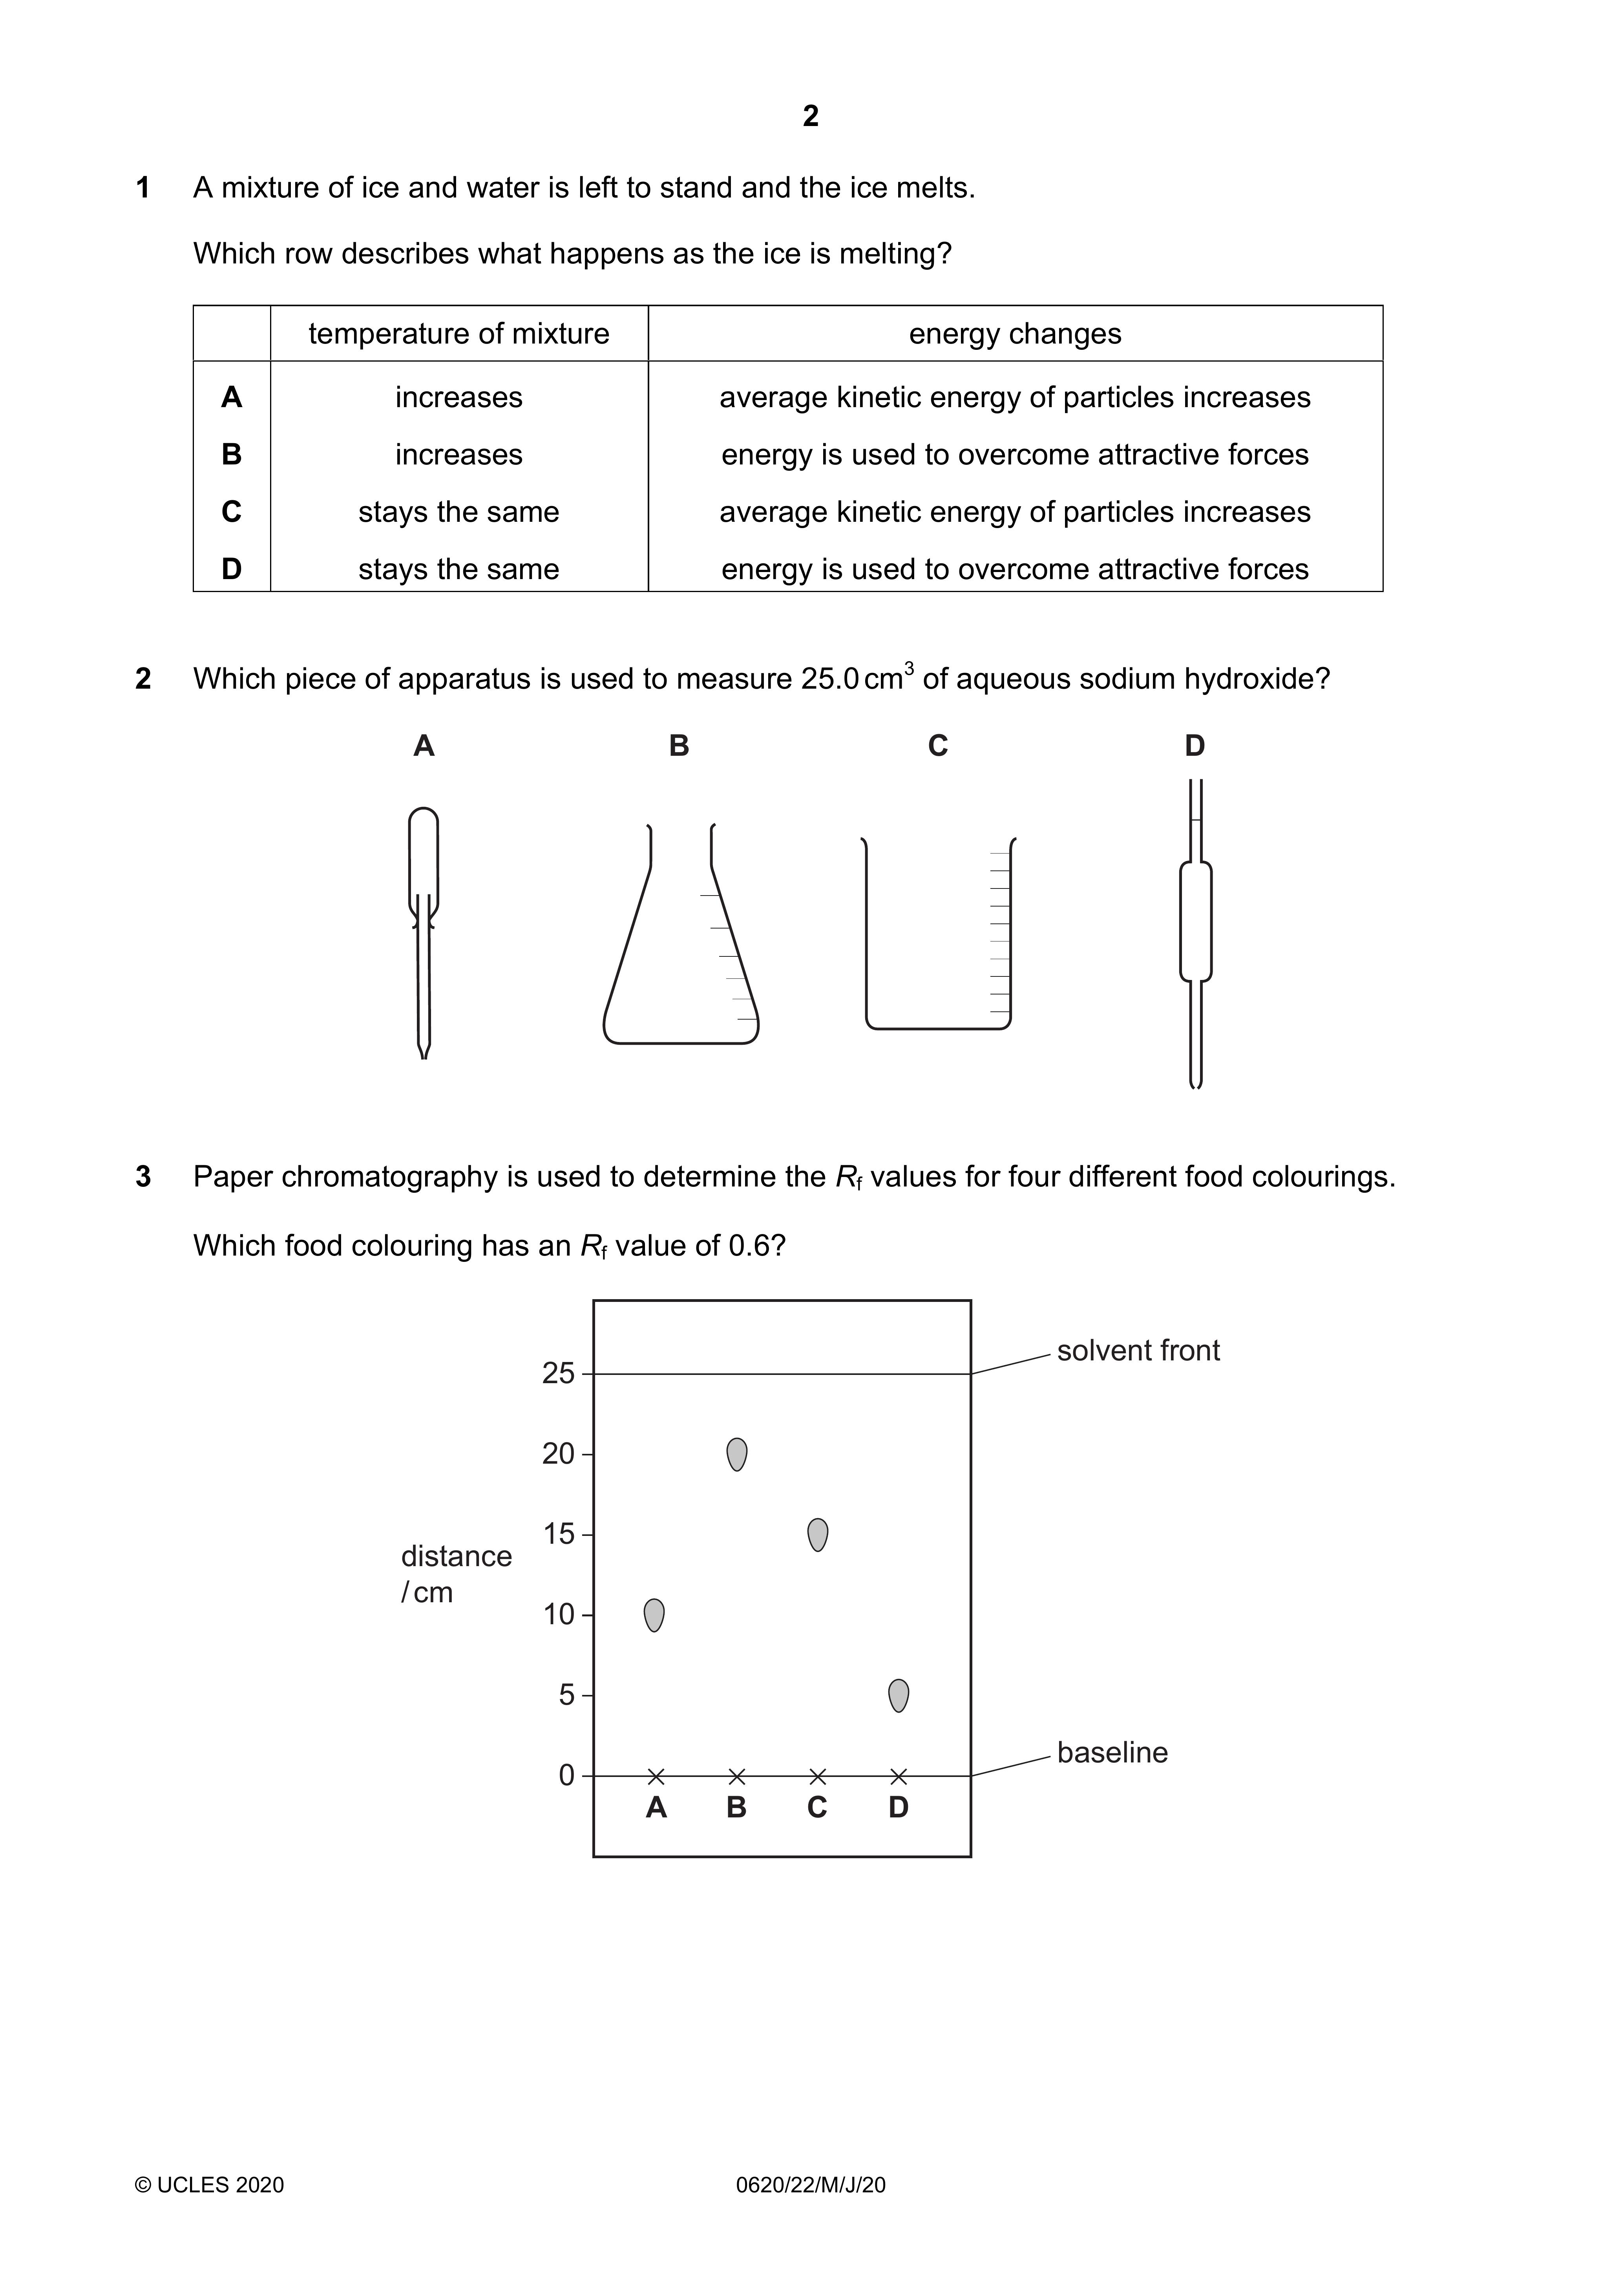 2
1 A mixture of ice and water is left to stand and the ice melts.
Which row describes what happens as the ice is melting?
temperature of mixture energy changes
A increases average kinetic energy of particles increases
B increases energy is used to overcome attractive forces
C stays the same average kinetic energy of particles increases
D stays the same energy is used to overcome attractive forces
2 Which piece of apparatus is used to measure 25.0 cm³ of aqueous sodium hydroxide?
A B C D
3 Paper chromatography is used to determine the Rf values for four different food colourings.
Which food colouring has an Rf value of 0.6?
solvent front
25
20
15
distance
/ cm
10
5
baseline
0
A B C D
© UCLES 2020 0620/22/M/J/20